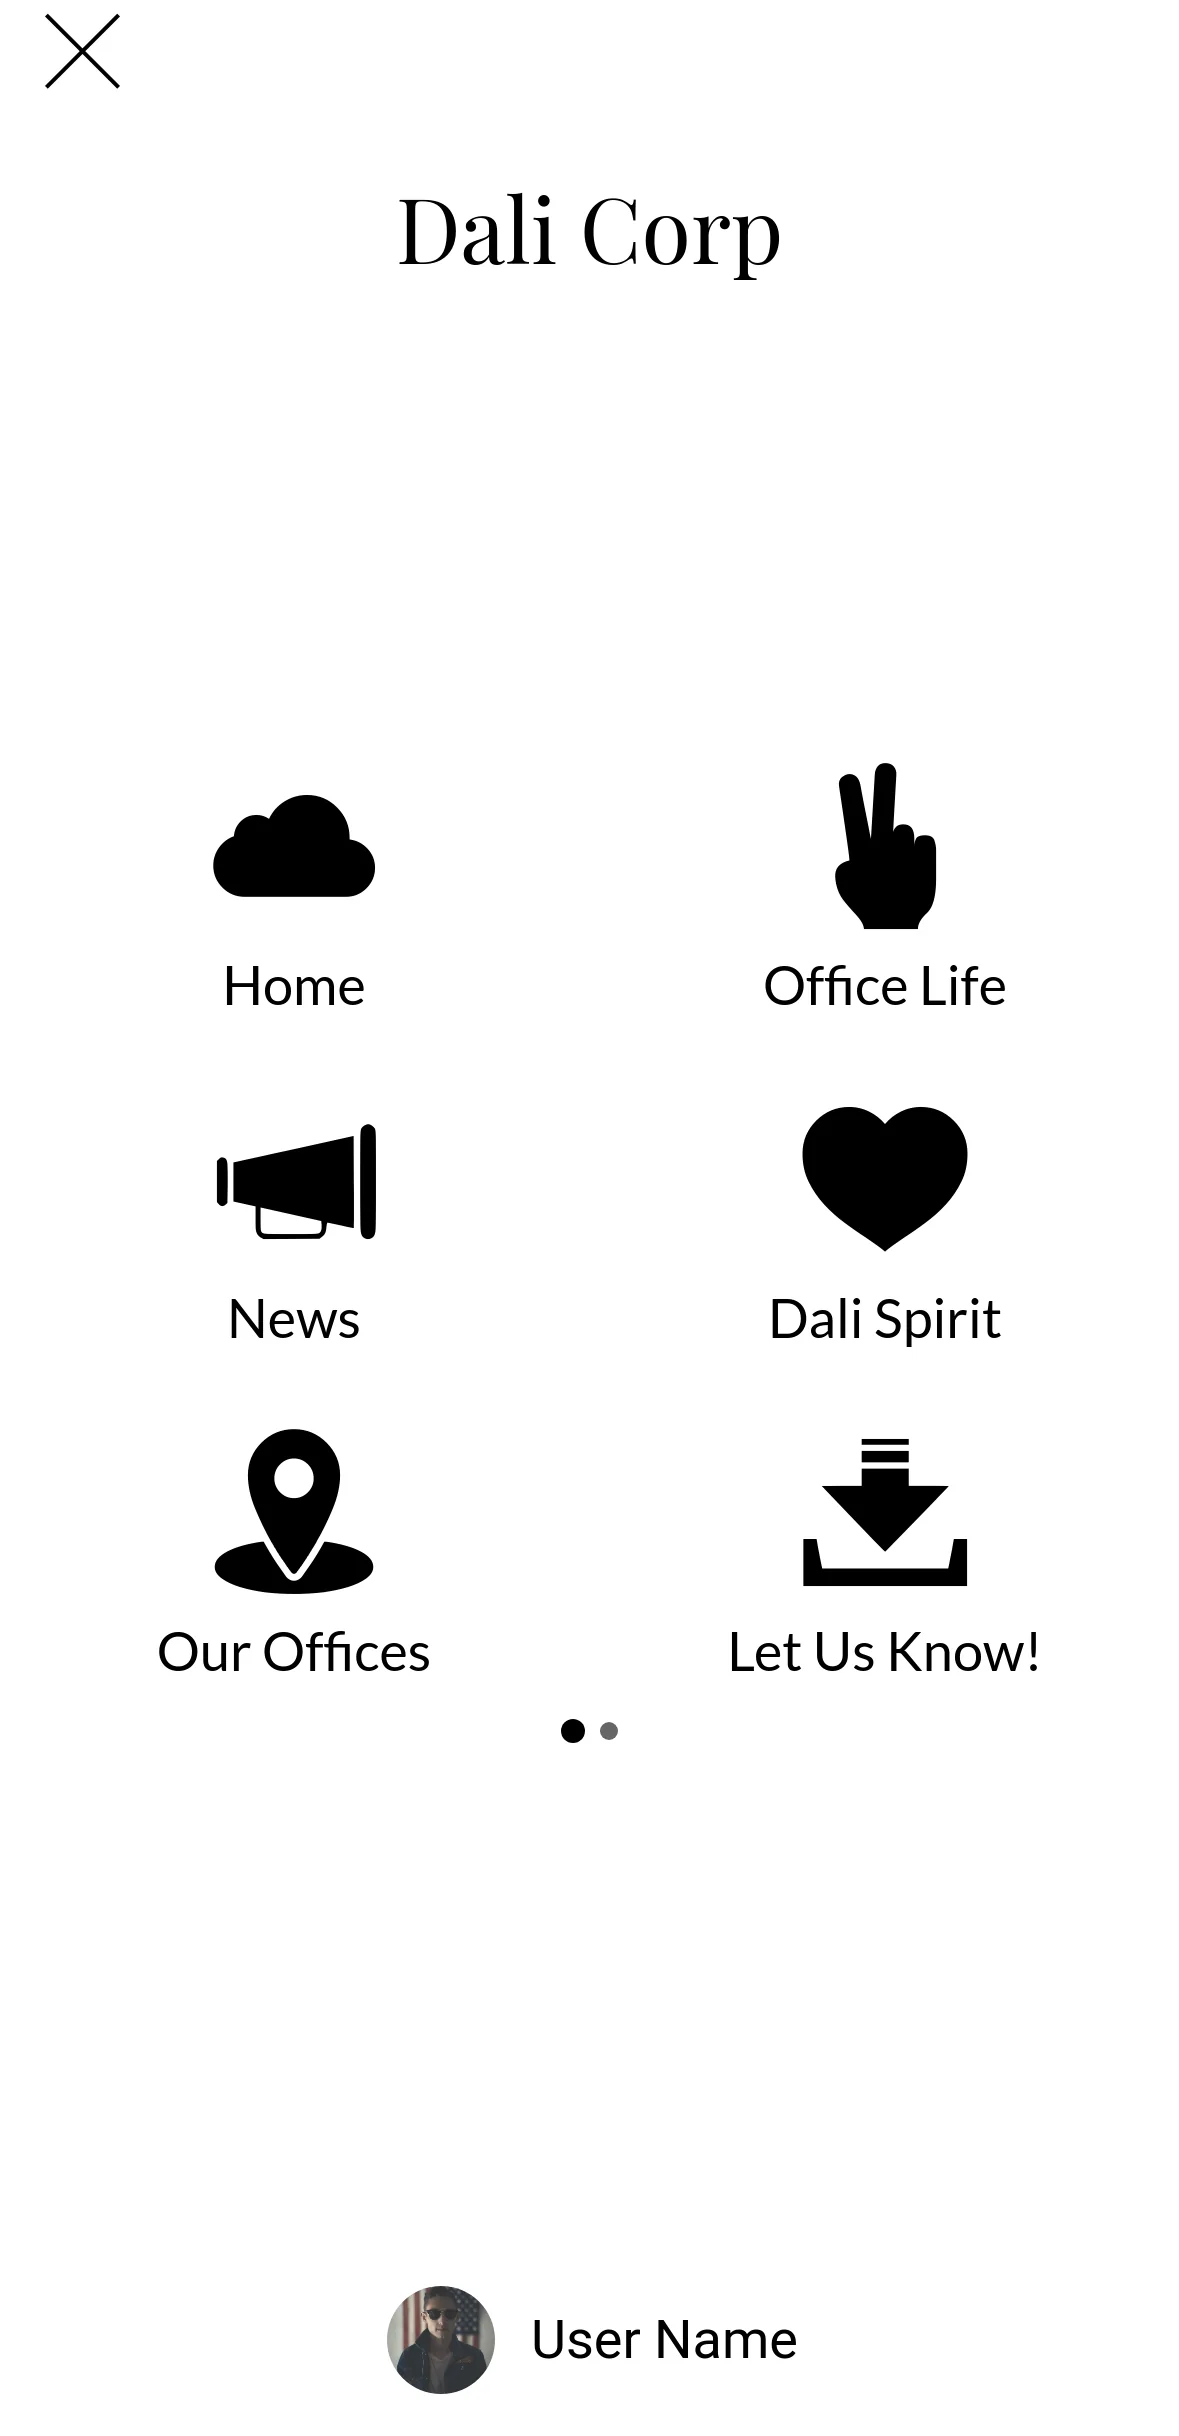 Dali Corp
Home
Office Life
News
Dali Spirit
Our Offices
Let Us Know!
User Name